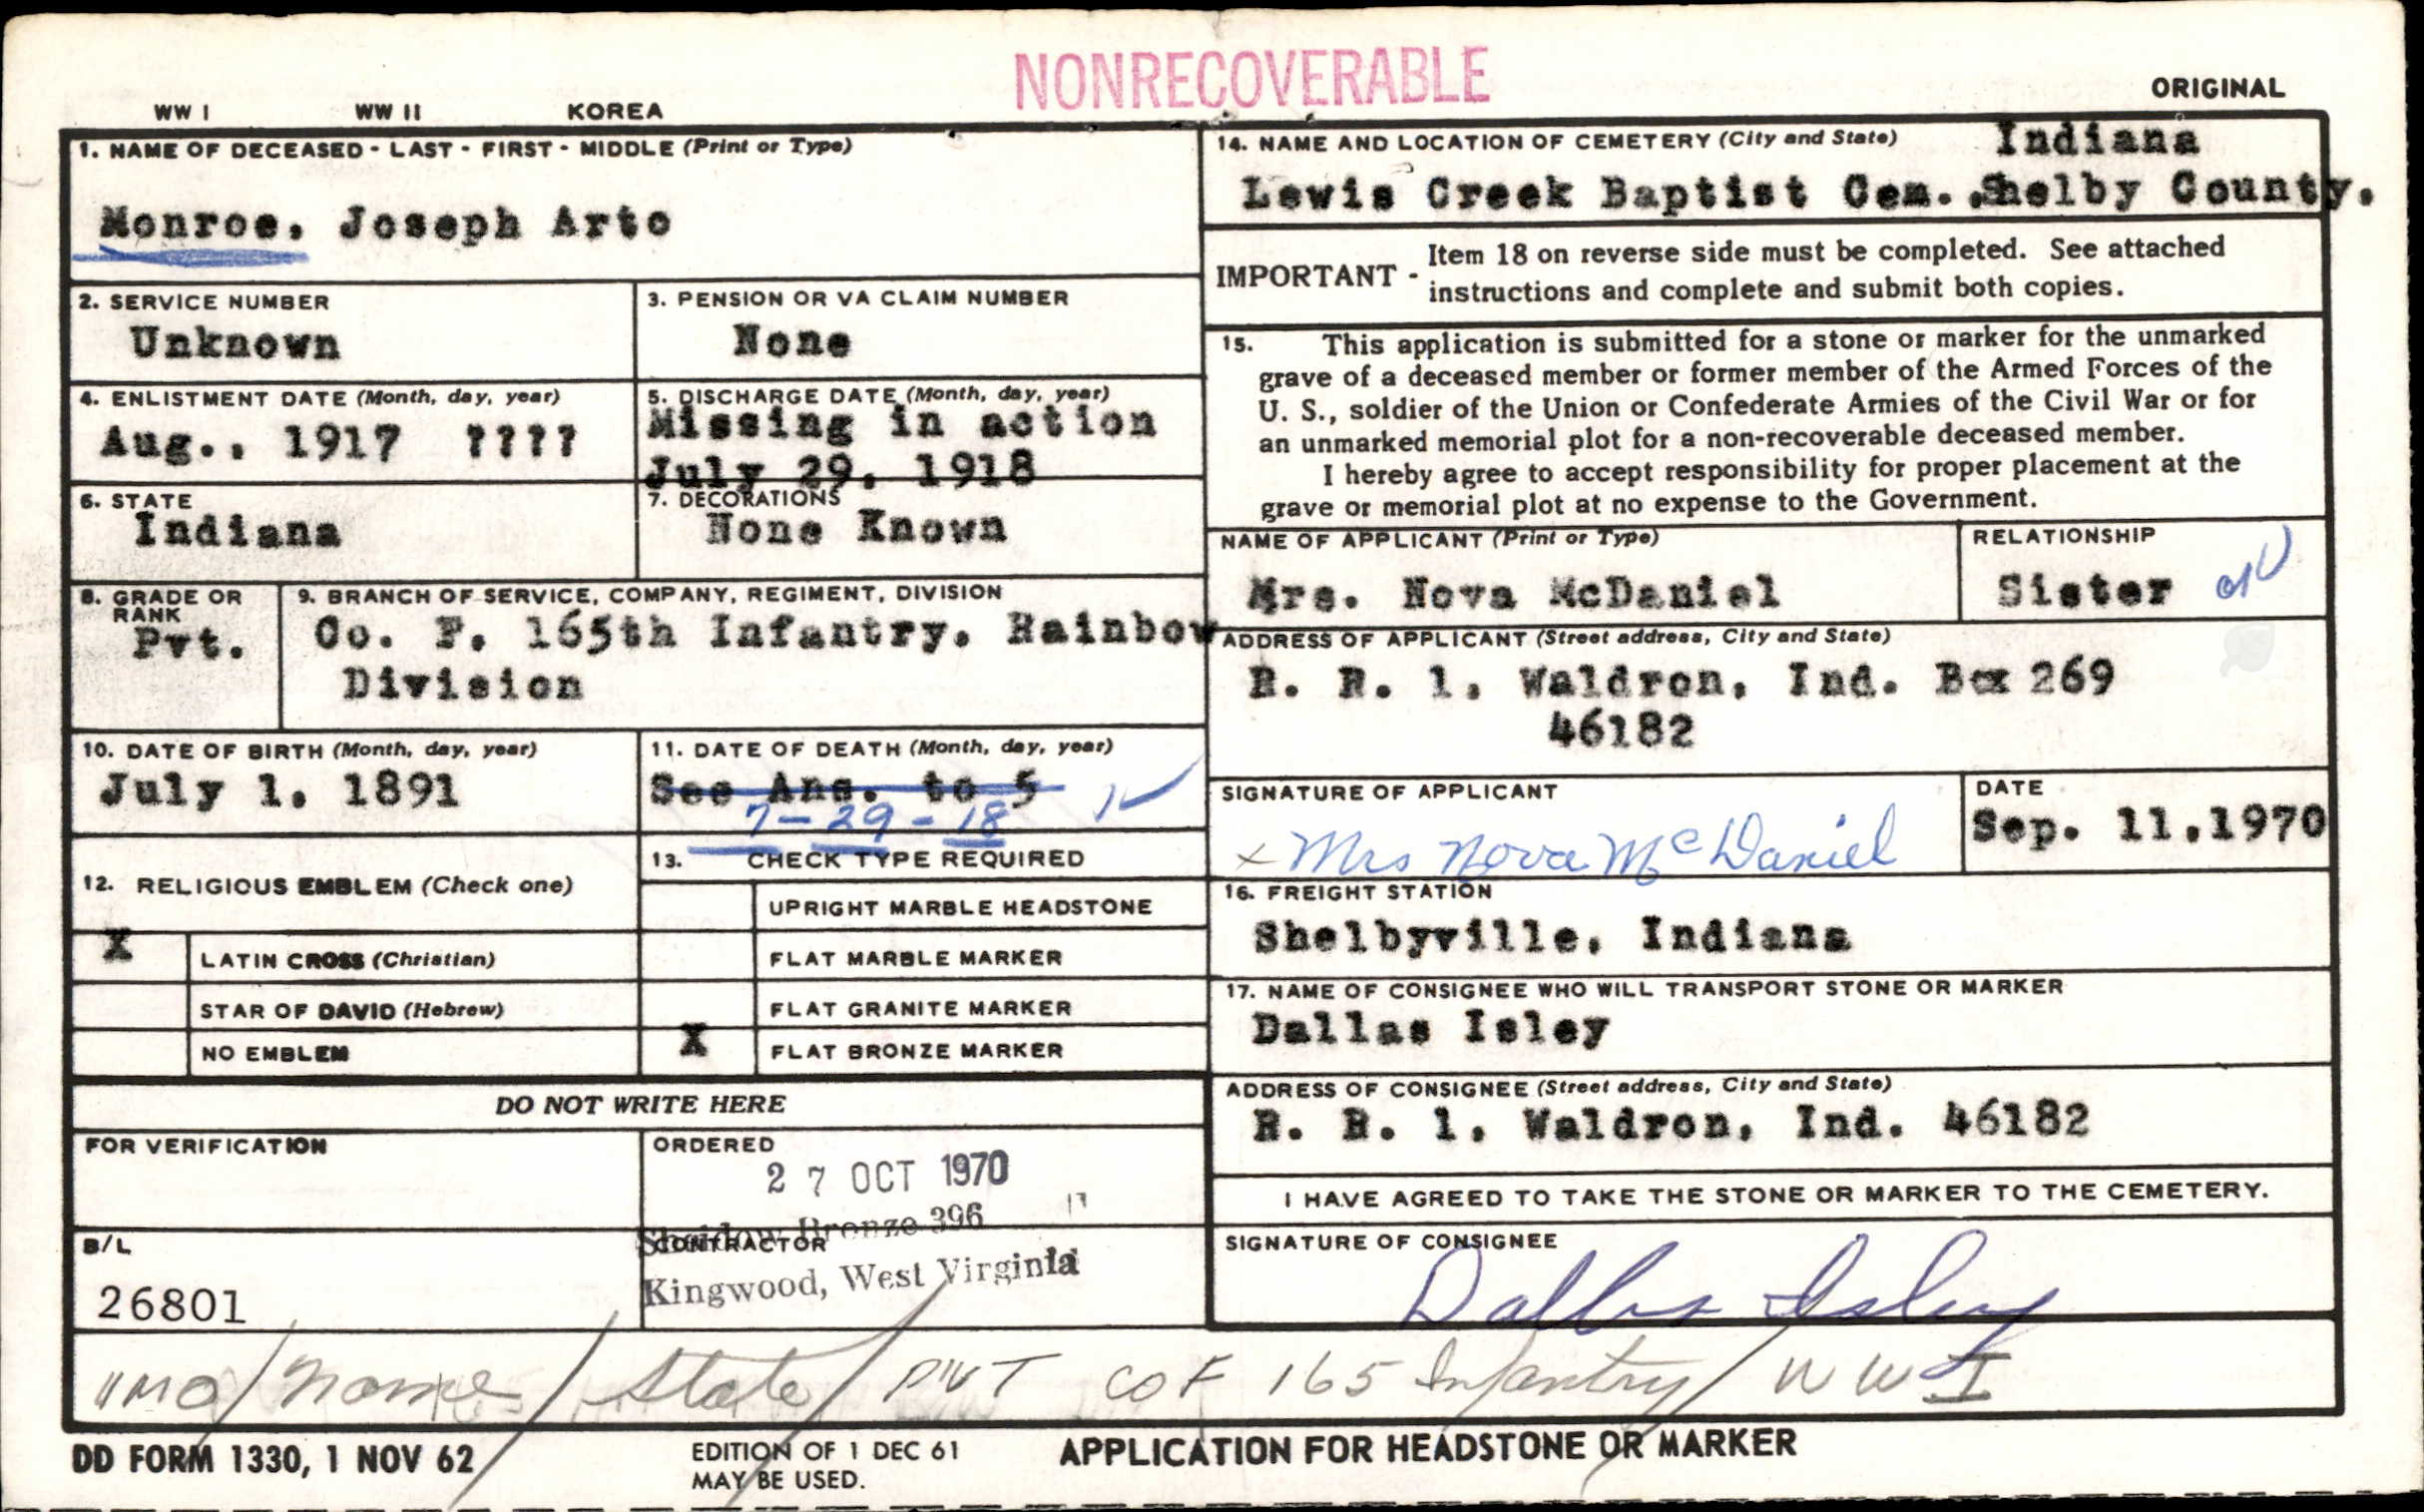 NONRECOVERABLE
ORIGINAL
WW I WW II KOREA
1. NAME OF DECEASED - LAST - FIRST - MIDDLE (Print or Type)
Monroe, Joseph Arto
2. SERVICE NUMBER
Unknown
3. PENSION OR VA CLAIM NUMBER
None
4. ENLISTMENT DATE (Month, day, year)
Aug., 1917 ????
5. DISCHARGE DATE (Month, day, year)
Missing in action
July 29, 1918
6. STATE
Indiana
7. DECORATIONS
None Known
8. GRADE OR RANK
Pvt.
9. BRANCH OF SERVICE, COMPANY, REGIMENT, DIVISION
Co. F, 165th Infantry, Rainbow
Division
10. DATE OF BIRTH (Month, day, year)
July 1, 1891
11. DATE OF DEATH (Month, day, year)
See Ans. to 5
7-29-18
12. RELIGIOUS EMBLEM (Check one)
X LATIN CROSS (Christian)
STAR OF DAVID (Hebrew)
NO EMBLEM
13. CHECK TYPE REQUIRED
UPRIGHT MARBLE HEADSTONE
FLAT MARBLE MARKER
FLAT GRANITE MARKER
X FLAT BRONZE MARKER
DO NOT WRITE HERE
FOR VERIFICATION
ORDERED
27 OCT 1970
B/L
26801
Sheidow Bronze 396
CONTRACTOR
Kingwood, West Virginia
14. NAME AND LOCATION OF CEMETERY (City and State) Indiana
Lewis Creek Baptist Cem. Shelby County.
IMPORTANT - Item 18 on reverse side must be completed. See attached
instructions and complete and submit both copies.
15. This application is submitted for a stone or marker for the unmarked
grave of a deceased member or former member of the Armed Forces of the
U. S., soldier of the Union or Confederate Armies of the Civil War or for
an unmarked memorial plot for a non-recoverable deceased member.
I hereby agree to accept responsibility for proper placement at the
grave or memorial plot at no expense to the Government.
NAME OF APPLICANT (Print or Type)
Mrs. Nova McDaniel
RELATIONSHIP
Sister
ADDRESS OF APPLICANT (Street address, City and State)
R. R. 1, Waldron, Ind. Box 269
46182
SIGNATURE OF APPLICANT
x Mrs Nova McDaniel
DATE
Sep. 11,1970
16. FREIGHT STATION
Shelbyville, Indiana
17. NAME OF CONSIGNEE WHO WILL TRANSPORT STONE OR MARKER
Dallas Isley
ADDRESS OF CONSIGNEE (Street address, City and State)
R. R. 1, Waldron, Ind. 46182
I HAVE AGREED TO TAKE THE STONE OR MARKER TO THE CEMETERY.
SIGNATURE OF CONSIGNEE
Dallas Isley
IMO/Name/State/PVT CO F 165 Infantry/WW I
DD FORM 1330, 1 NOV 62
EDITION OF 1 DEC 61
MAY BE USED.
APPLICATION FOR HEADSTONE OR MARKER